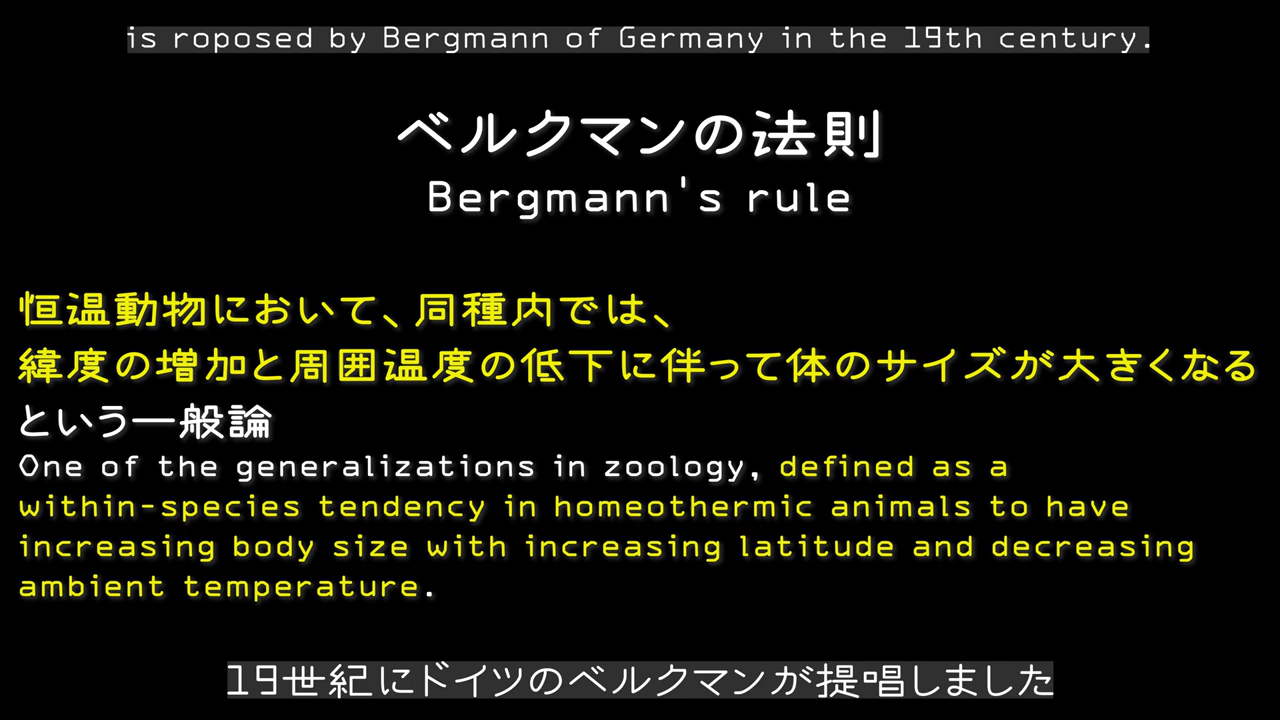 is roposed by Bergmann of Germany in the 19th century.
ベルクマンの法則
Bergmann's rule
恒温動物において、同種内では、
緯度の増加と周囲温度の低下に伴って体のサイズが大きくなる
という一般論
One of the generalizations in zoology, defined as a
within-species tendency in homeothermic animals to have
increasing body size with increasing latitude and decreasing
ambient temperature.
19世紀にドイツのベルクマンが提唱しました